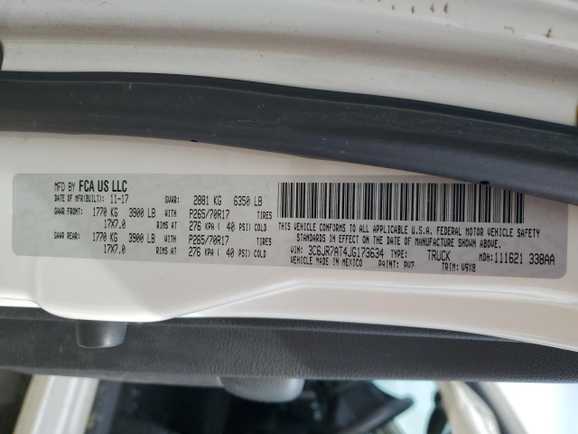 MFD BY FCA US LLC
DATE OF MFR(BUILT): 11-17 GVWR: 2881 KG 6350 LB
GAWR FRONT: 1770 KG 3900 LB WITH P265/70R17 TIRES
17X7.0 RIMS AT 276 KPA ( 40 PSI) COLD
GAWR REAR: 1770 KG 3900 LB WITH P265/70R17 TIRES
17X7.0 RIMS AT 276 KPA ( 40 PSI) COLD
THIS VEHICLE CONFORMS TO ALL APPLICABLE U.S.A. FEDERAL MOTOR VEHICLE SAFETY
STANDARDS IN EFFECT ON THE DATE OF MANUFACTURE SHOWN ABOVE.
VIN: 3C6JR7AT4JG173634 TYPE: TRUCK MDH: 111621 338AA
VEHICLE MADE IN MEXICO PAINT: PW7 TRIM: V9X8